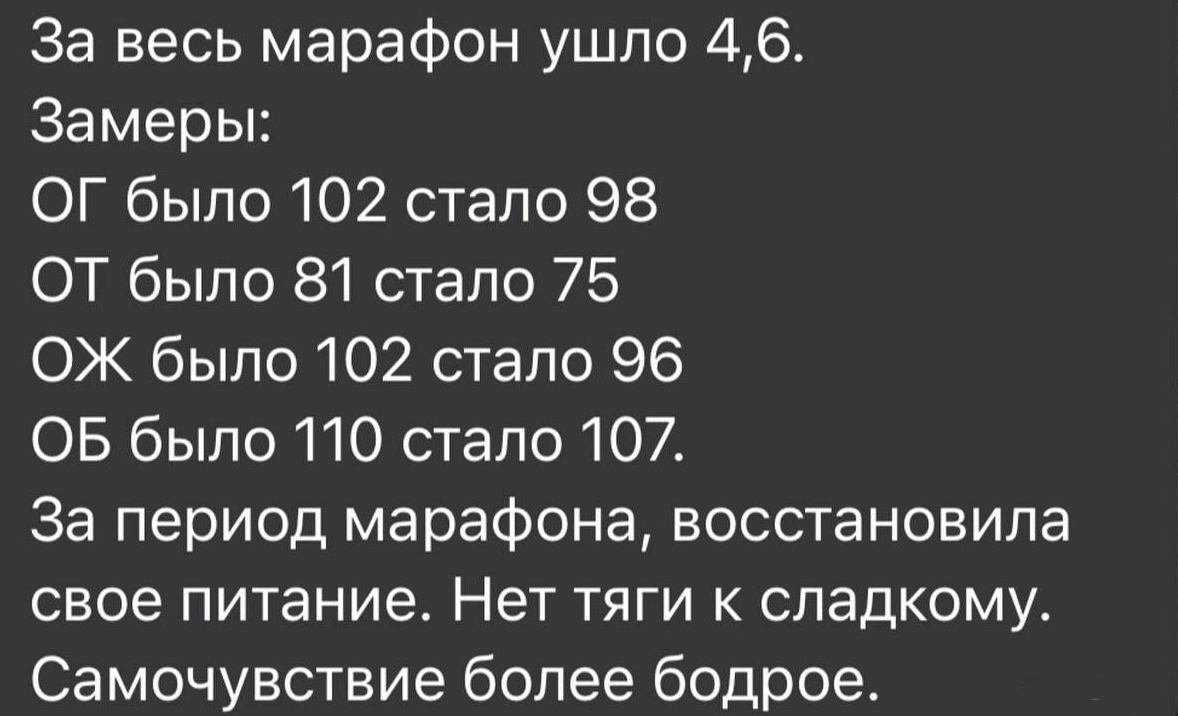 За весь марафон ушло 4,6.
Замеры:
ОГ было 102 стало 98
ОТ было 81 стало 75
ОЖ было 102 стало 96
ОБ было 110 стало 107.
За период марафона, восстановила
свое питание. Нет тяги к сладкому.
Самочувствие более бодрое.